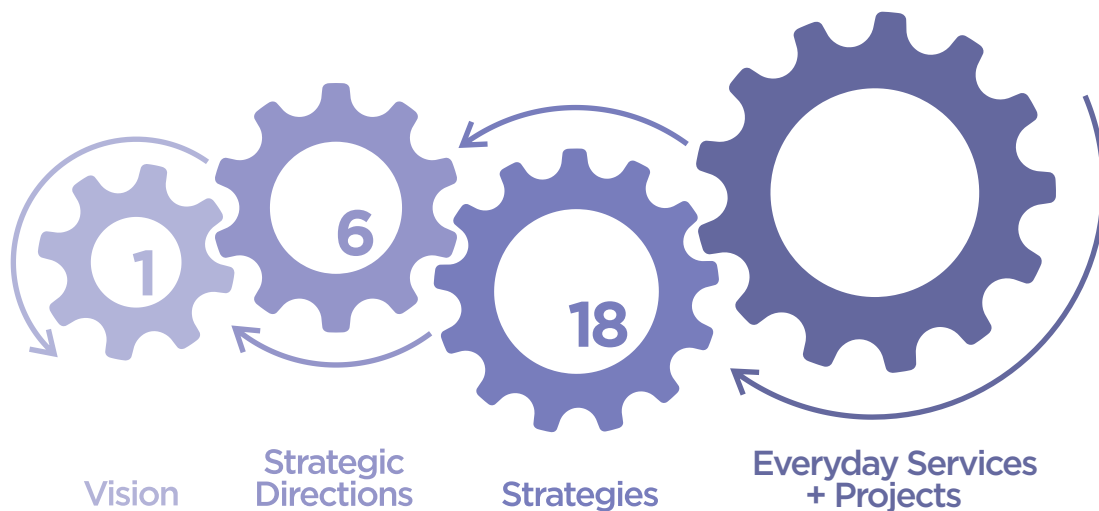 1
6
18
Vision
Strategic
Directions
Strategies
Everyday Services
+ Projects